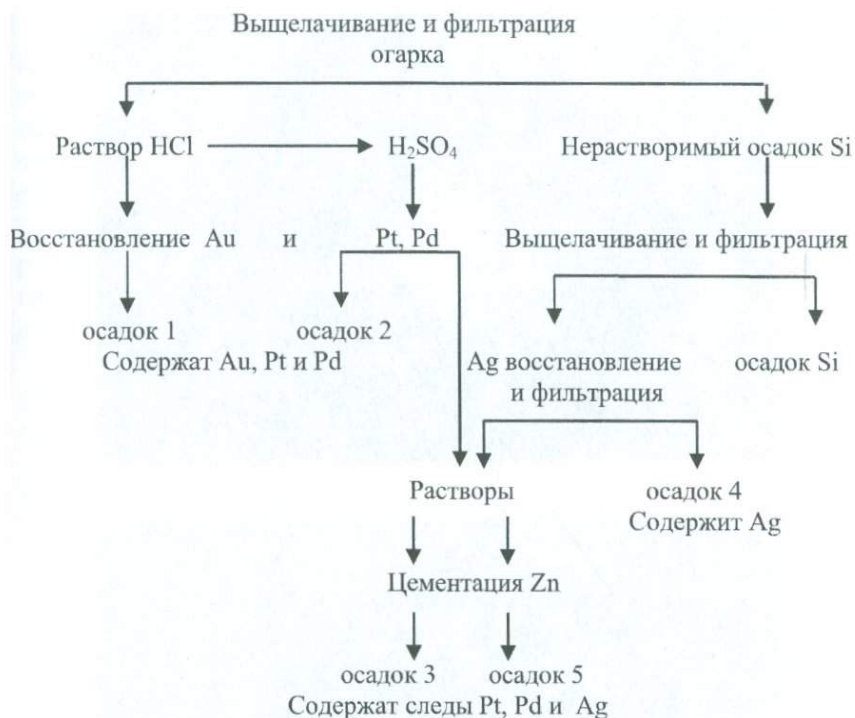 Выщелачивание и фильтрация
огарка
Раствор HCl H₂SO₄ Нерастворимый осадок Si
Восстановление Au и Pt, Pd Выщелачивание и фильтрация
осадок 1 осадок 2 Ag восстановление осадок Si
Содержат Au, Pt и Pd и фильтрация
Растворы осадок 4
Содержит Ag
Цементация Zn
осадок 3 осадок 5
Содержат следы Pt, Pd и Ag